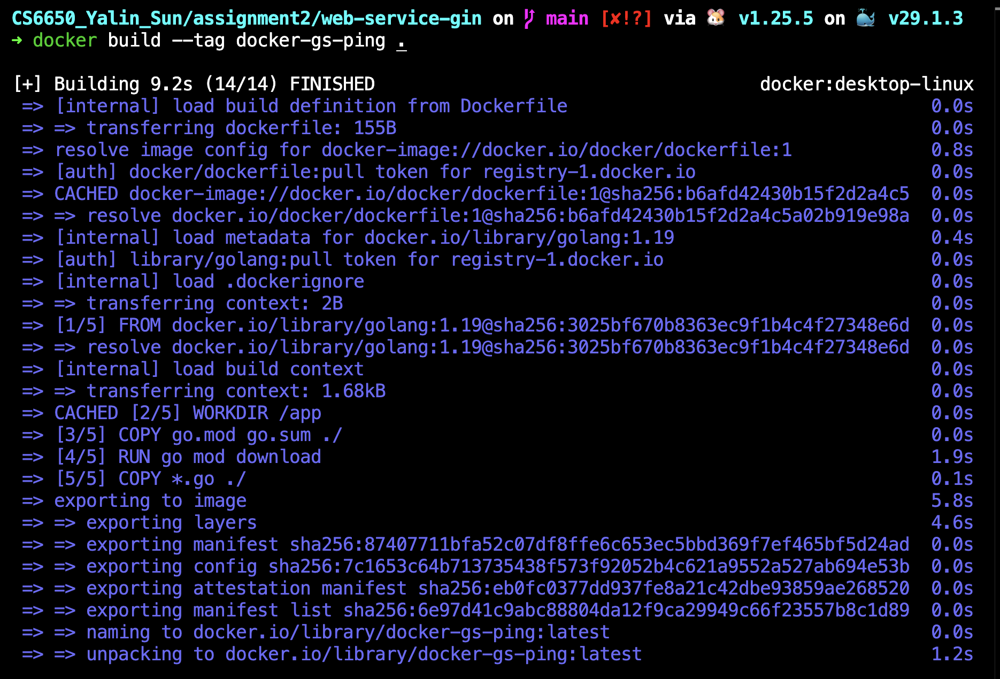 CS6650_Yalin_Sun/assignment2/web-service-gin on main [✘!?] via 🐹 v1.25.5 on 🐳 v29.1.3
→ docker build --tag docker-gs-ping .
[+] Building 9.2s (14/14) FINISHED docker:desktop-linux
=> [internal] load build definition from Dockerfile 0.0s
=> => transferring dockerfile: 155B 0.0s
=> resolve image config for docker-image://docker.io/docker/dockerfile:1 0.8s
=> [auth] docker/dockerfile:pull token for registry-1.docker.io 0.0s
=> CACHED docker-image://docker.io/docker/dockerfile:1@sha256:b6afd42430b15f2d2a4c5 0.0s
=> => resolve docker.io/docker/dockerfile:1@sha256:b6afd42430b15f2d2a4c5a02b919e98a 0.0s
=> [internal] load metadata for docker.io/library/golang:1.19 0.4s
=> [auth] library/golang:pull token for registry-1.docker.io 0.0s
=> [internal] load .dockerignore 0.0s
=> => transferring context: 2B 0.0s
=> [1/5] FROM docker.io/library/golang:1.19@sha256:3025bf670b8363ec9f1b4c4f27348e6d 0.0s
=> => resolve docker.io/library/golang:1.19@sha256:3025bf670b8363ec9f1b4c4f27348e6d 0.0s
=> [internal] load build context 0.0s
=> => transferring context: 1.68kB 0.0s
=> CACHED [2/5] WORKDIR /app 0.0s
=> [3/5] COPY go.mod go.sum ./ 0.0s
=> [4/5] RUN go mod download 1.9s
=> [5/5] COPY *.go ./ 0.1s
=> exporting to image 5.8s
=> => exporting layers 4.6s
=> => exporting manifest sha256:87407711bfa52c07df8ffe6c653ec5bbd369f7ef465bf5d24ad 0.0s
=> => exporting config sha256:7c1653c64b713735438f573f92052b4c621a9552a527ab694e53b 0.0s
=> => exporting attestation manifest sha256:eb0fc0377dd937fe8a21c42dbe93859ae268520 0.0s
=> => exporting manifest list sha256:6e97d41c9abc88804da12f9ca29949c66f23557b8c1d89 0.0s
=> => naming to docker.io/library/docker-gs-ping:latest 0.0s
=> => unpacking to docker.io/library/docker-gs-ping:latest 1.2s